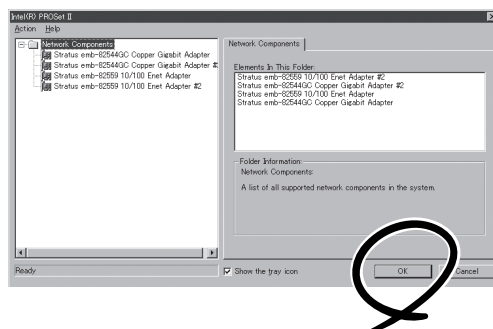 Intel(R) PROSet II
Action Help
Network Components
Stratus emb-82544GC Copper Gigabit Adapter
Stratus emb-82544GC Copper Gigabit Adapter #
Stratus emb-82559 10/100 Enet Adapter
Stratus emb-82559 10/100 Enet Adapter #2
Network Components
Elements In This Folder:
Stratus emb-82559 10/100 Enet Adapter #2
Stratus emb-82544GC Copper Gigabit Adapter #2
Stratus emb-82559 10/100 Enet Adapter
Stratus emb-82544GC Copper Gigabit Adapter
Folder Information:
Network Components:
A list of all supported network components in the system.
Ready
Show the tray icon
OK
Cancel